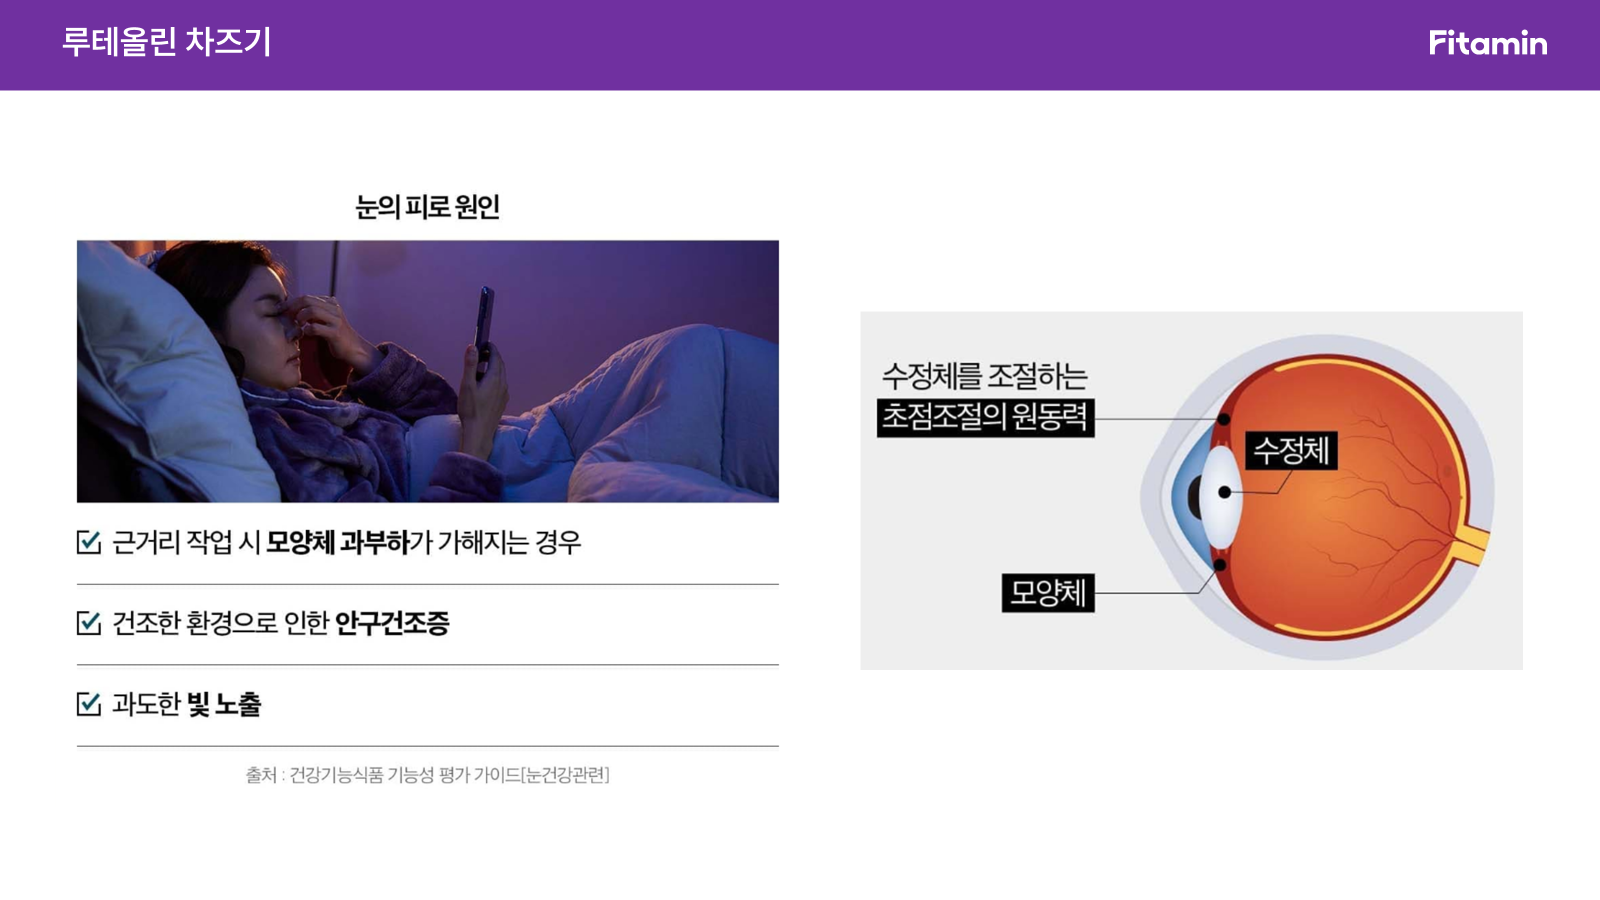 루테올린 차즈기
Fitamin
눈의 피로 원인
근거리 작업 시 모양체 과부하가 가해지는 경우
건조한 환경으로 인한 안구건조증
과도한 빛 노출
출처 : 건강기능식품 기능성 평가 가이드[눈건강관련]
수정체를 조절하는
초점조절의 원동력
수정체
모양체